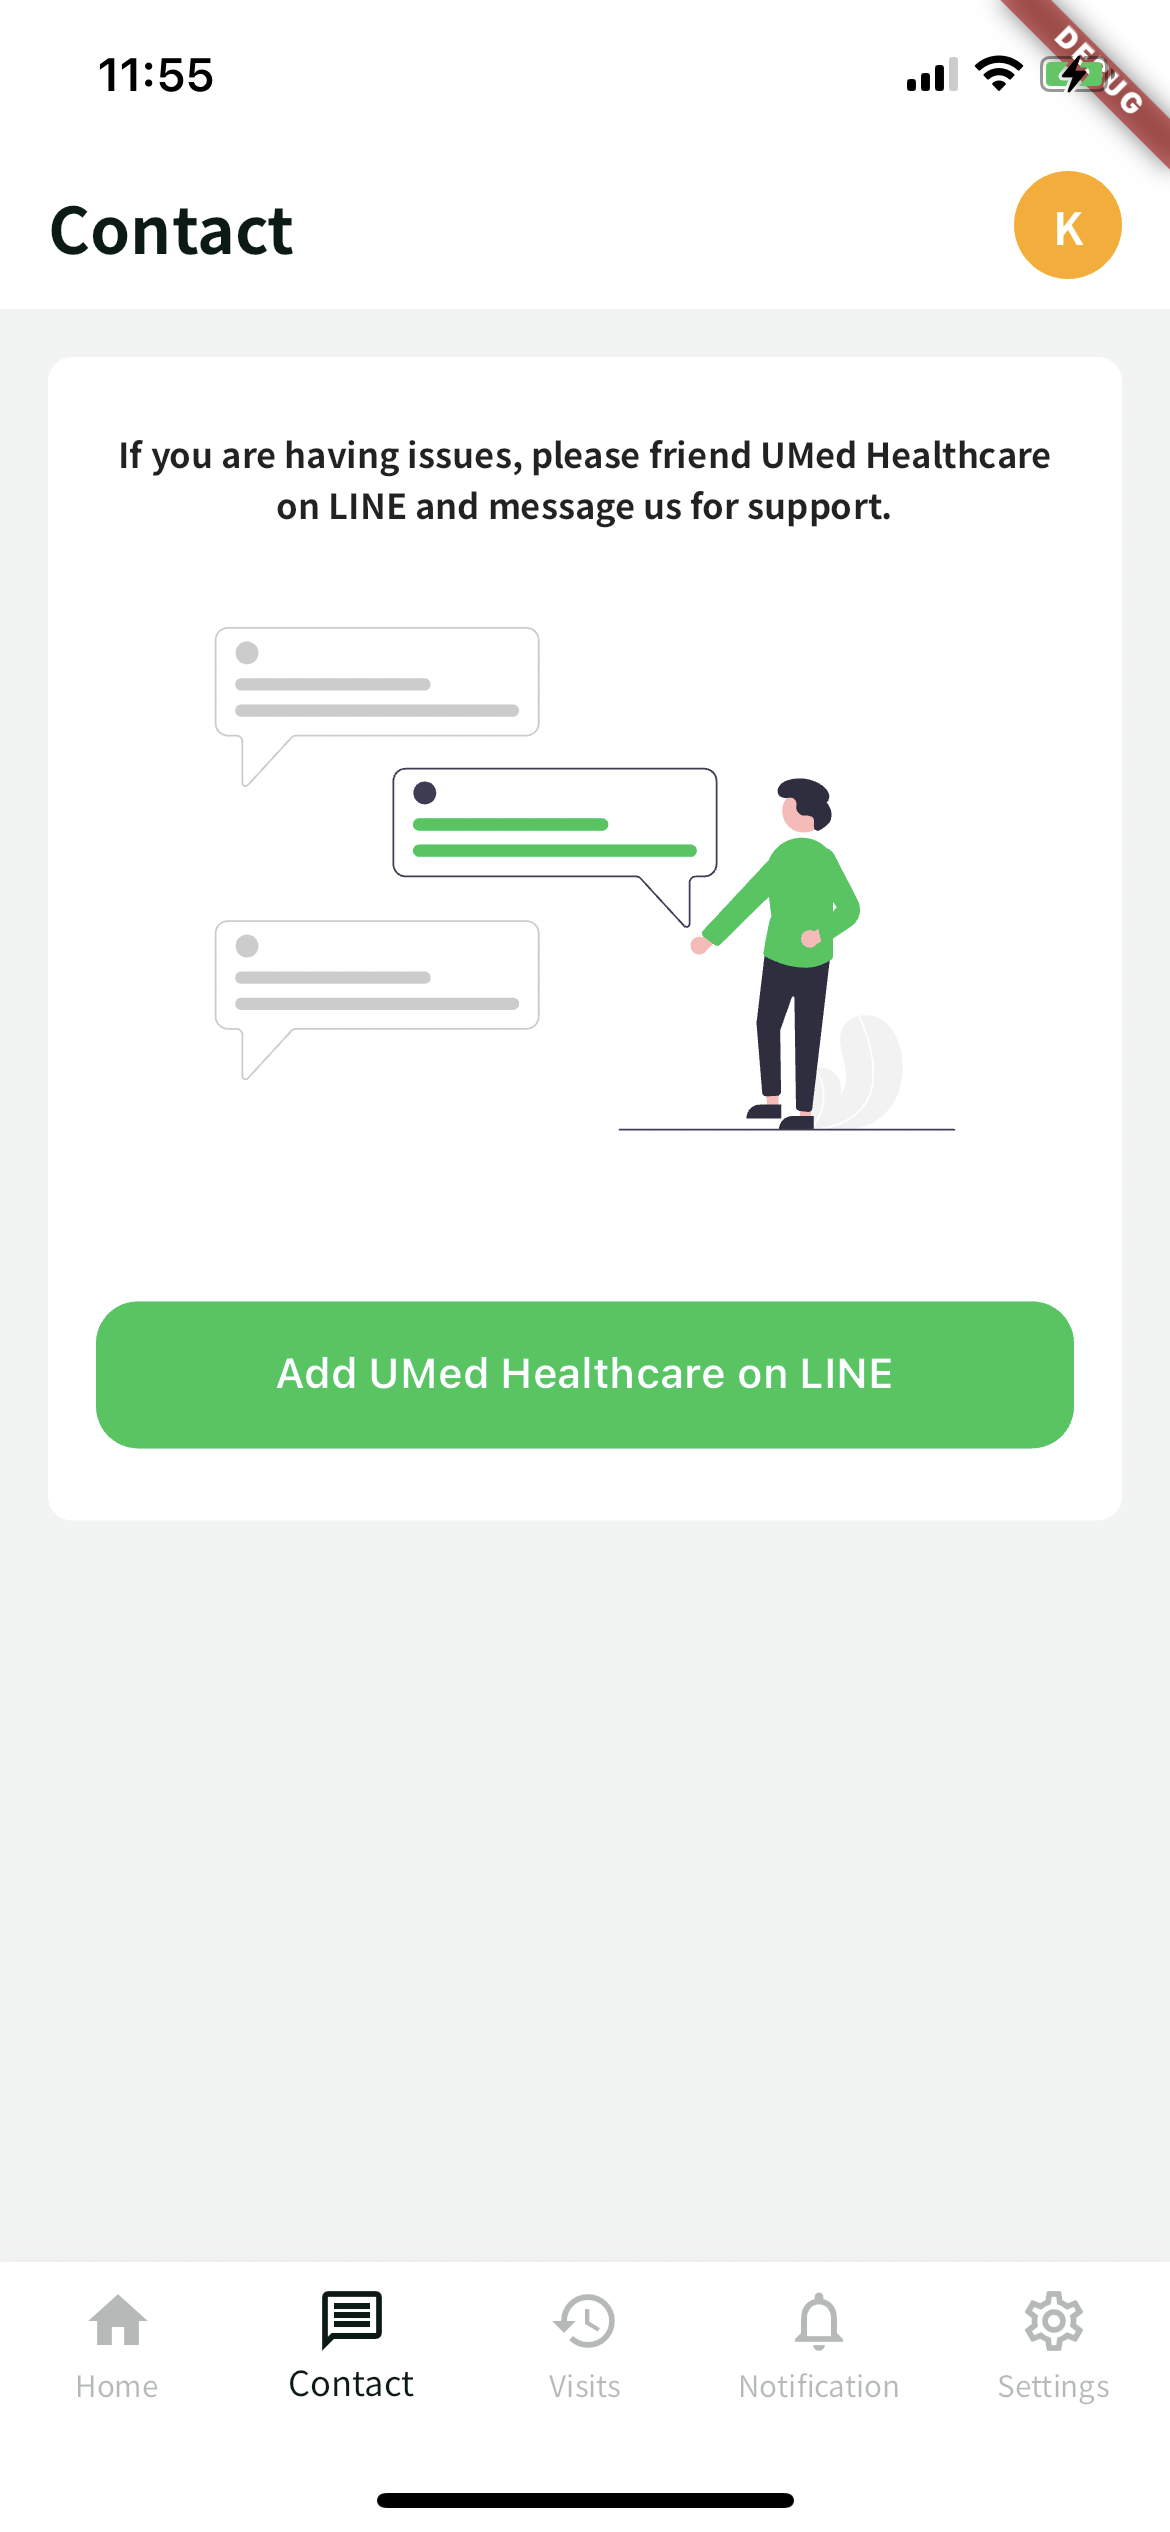 11:55
DEBUG
Contact
K
If you are having issues, please friend UMed Healthcare
on LINE and message us for support.
Add UMed Healthcare on LINE
Home
Contact
Visits
Notification
Settings